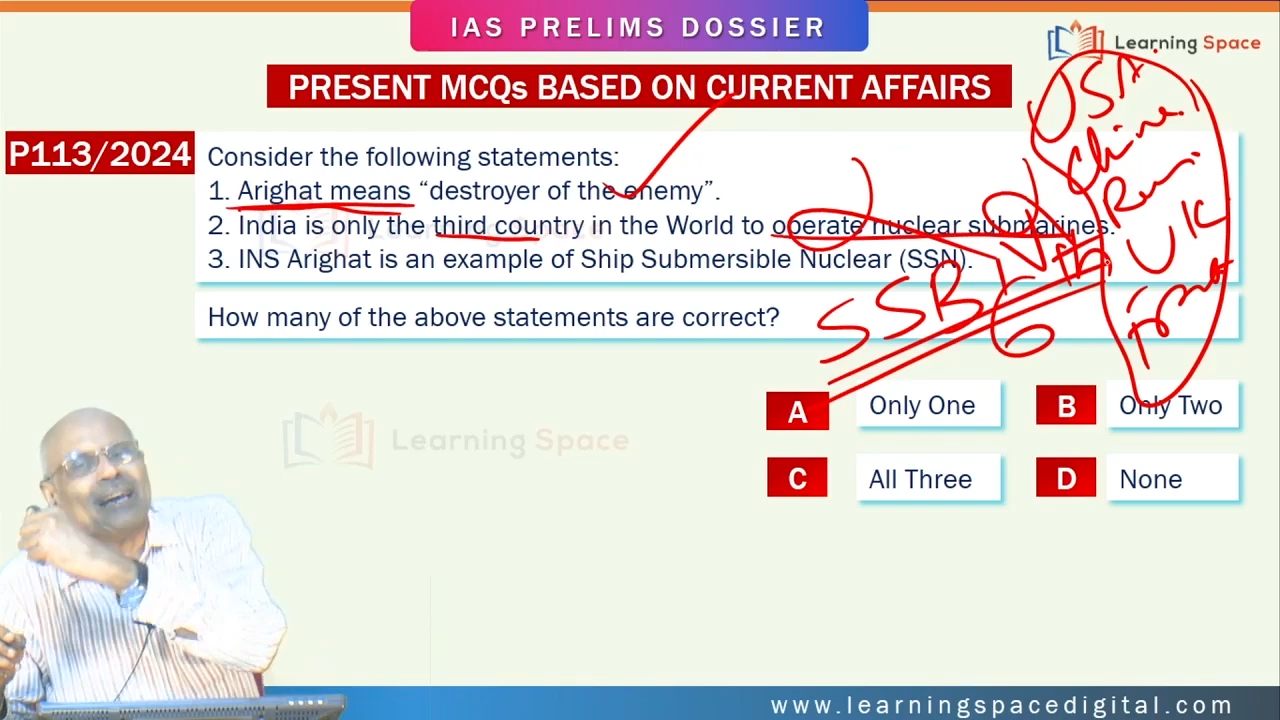 IAS PRELIMS DOSSIER
Learning Space
PRESENT MCQs BASED ON CURRENT AFFAIRS
P113/2024
Consider the following statements:
1. Arighat means “destroyer of the enemy”.
2. India is only the third country in the World to operate nuclear submarines.
3. INS Arighat is an example of Ship Submersible Nuclear (SSN).
How many of the above statements are correct?
USA
China
UK
SSBN
6th
A Only One
B Only Two
C All Three
D None
Learning Space
www.learningspacedigital.com